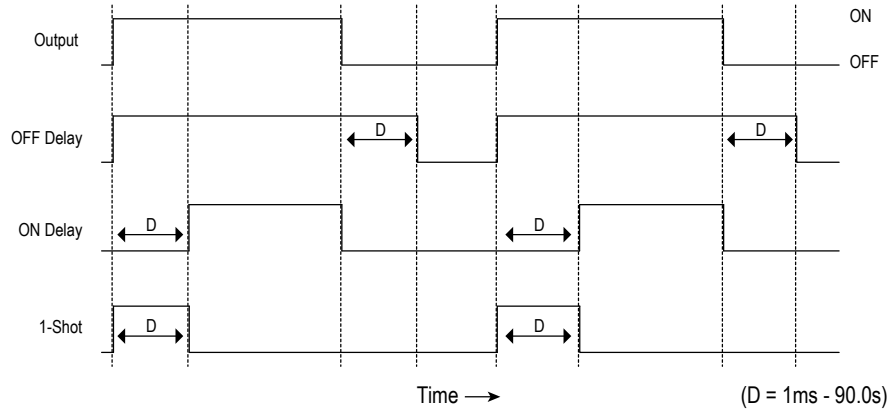 Output
ON
OFF
OFF Delay
D
D
ON Delay
D
D
1-Shot
D
D
Time →
(D = 1ms - 90.0s)